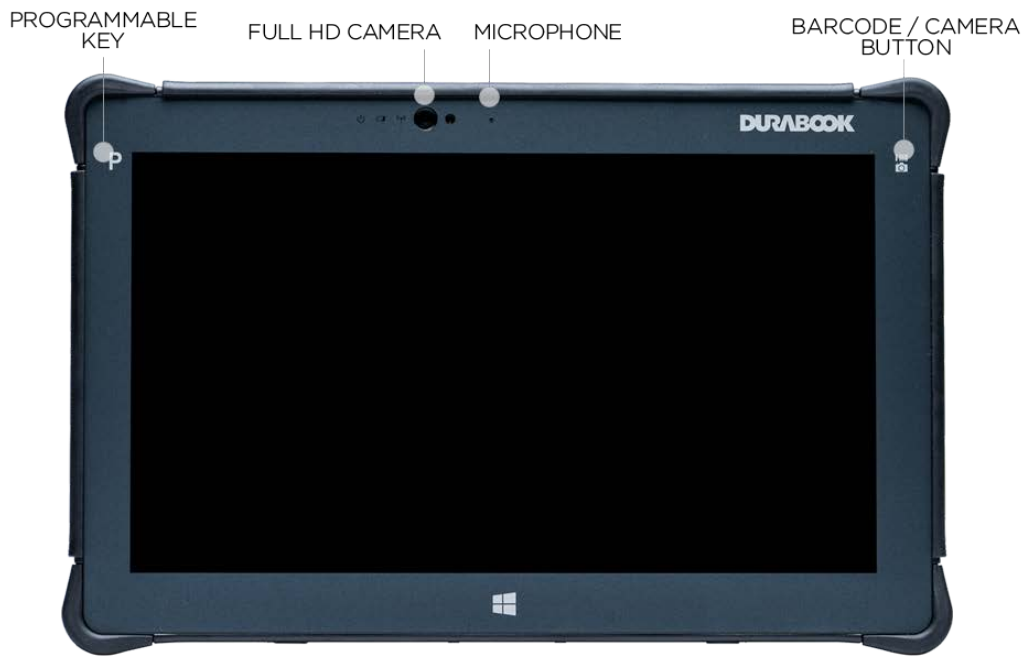 PROGRAMMABLE
KEY
FULL HD CAMERA
MICROPHONE
BARCODE / CAMERA
BUTTON
DURABOOK
P